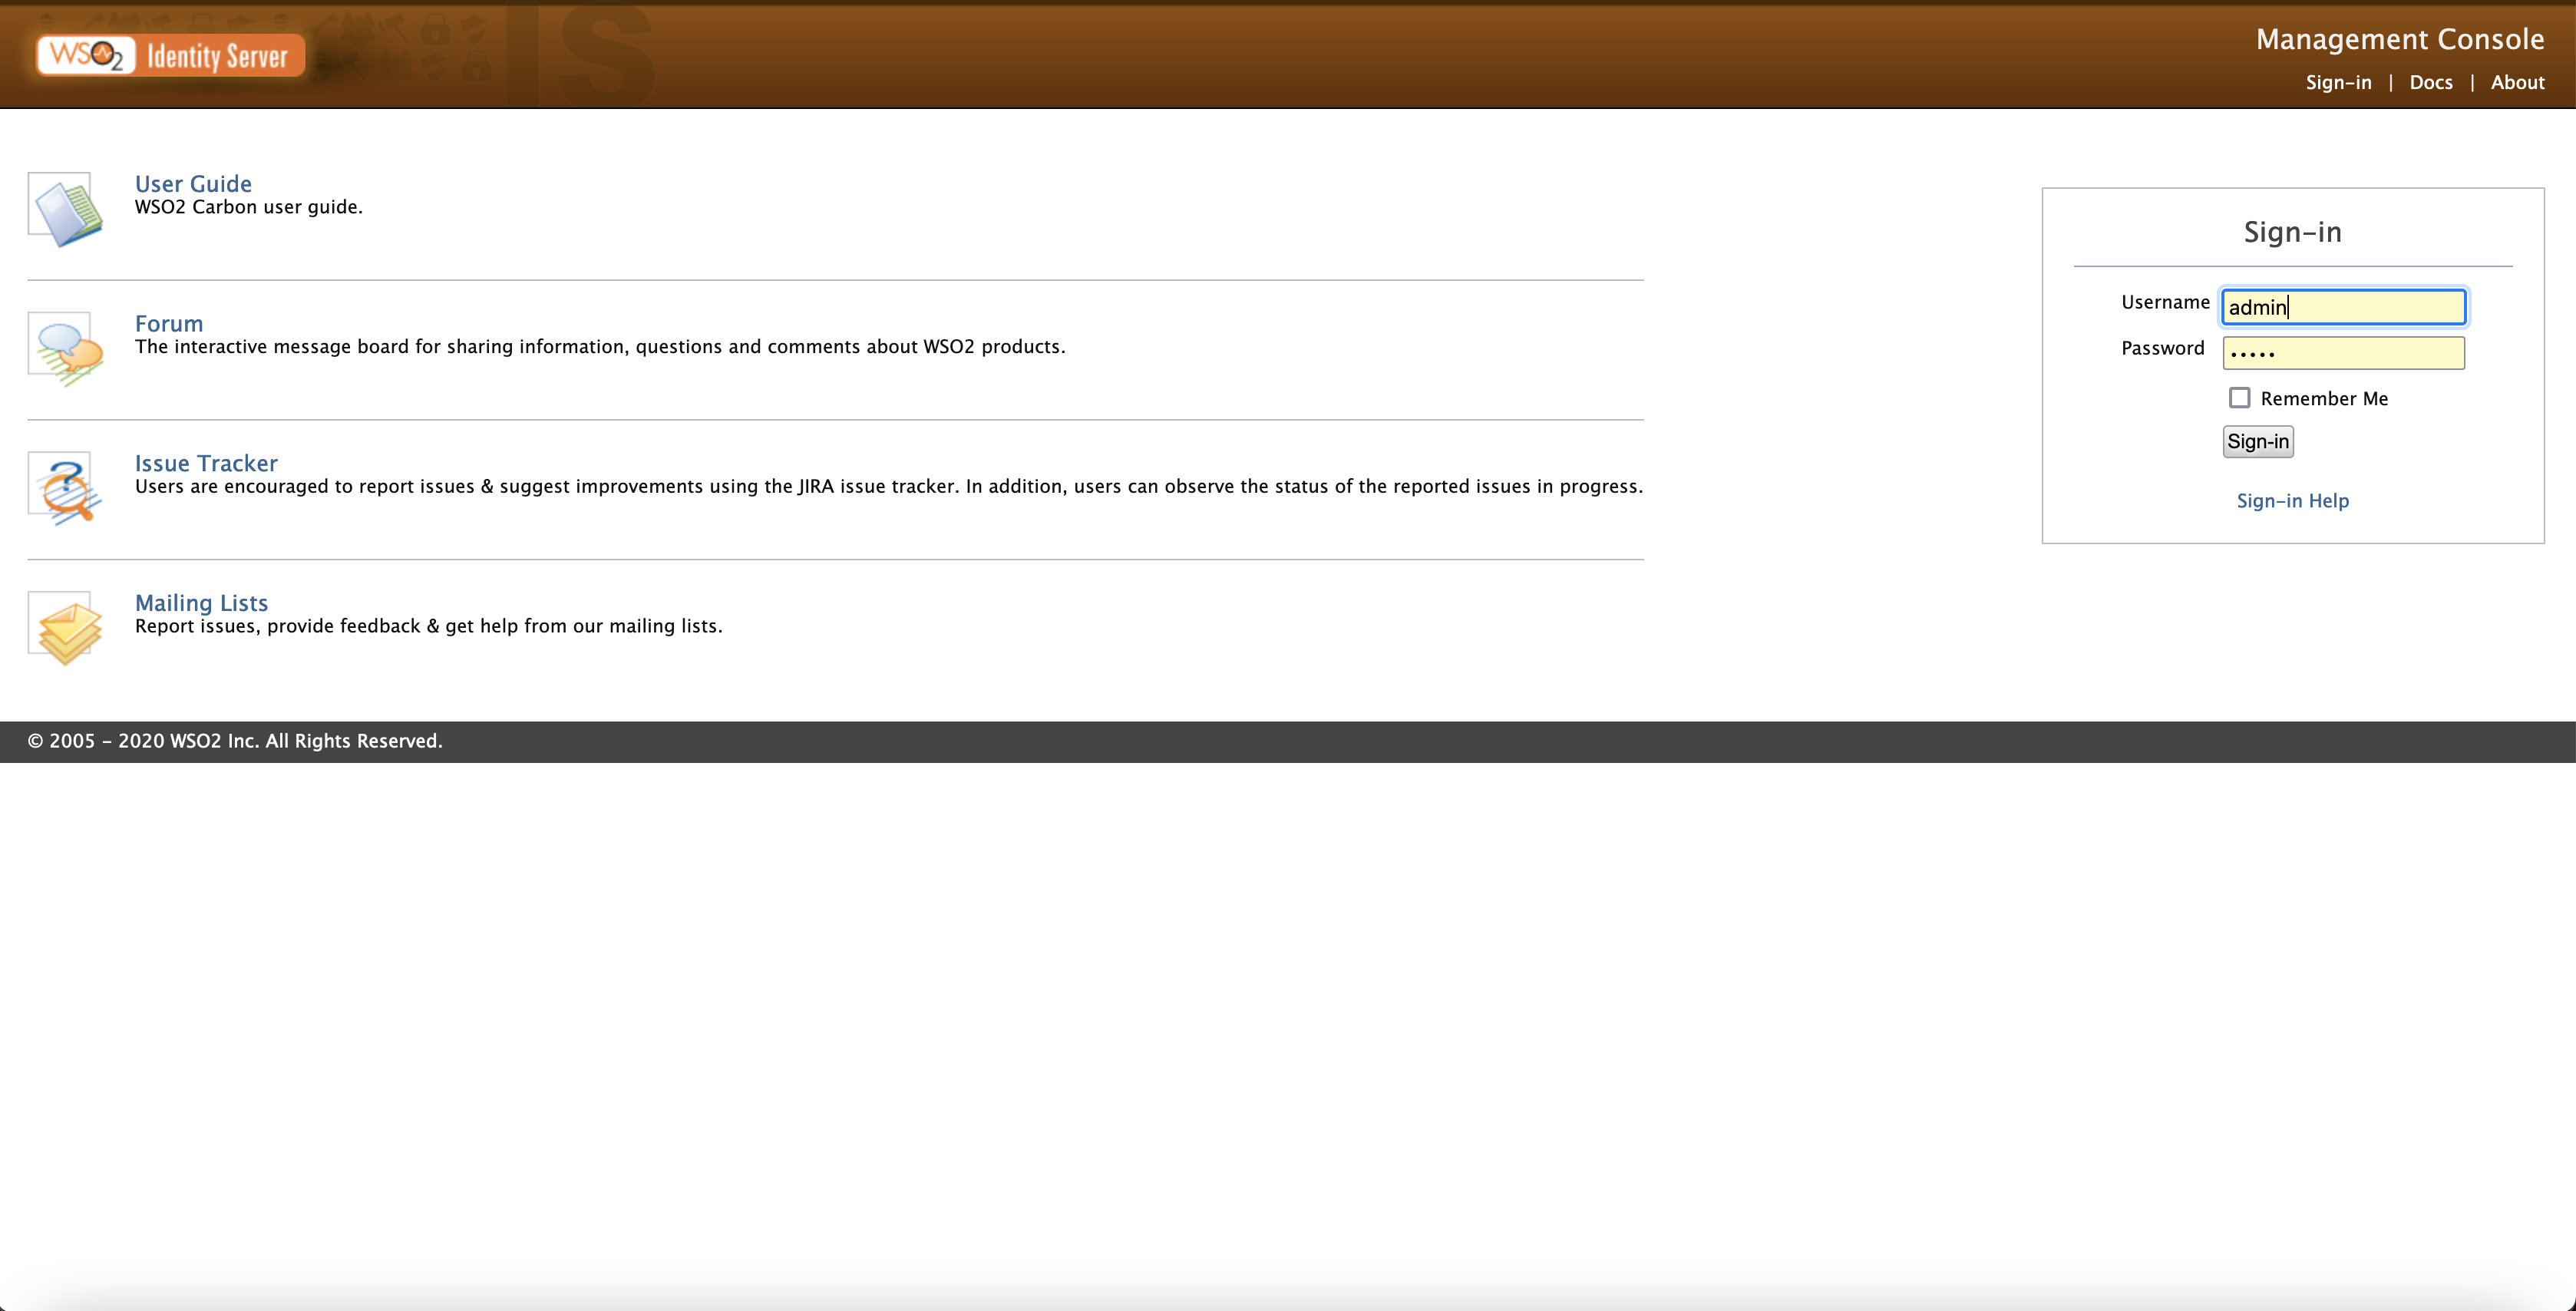 WSO2 Identity Server
IS
Management Console
Sign-in | Docs | About
User Guide
WSO2 Carbon user guide.
Forum
The interactive message board for sharing information, questions and comments about WSO2 products.
Issue Tracker
Users are encouraged to report issues & suggest improvements using the JIRA issue tracker. In addition, users can observe the status of the reported issues in progress.
Mailing Lists
Report issues, provide feedback & get help from our mailing lists.
Sign-in
Username admin
Password •••••
Remember Me
Sign-in
Sign-in Help
© 2005 - 2020 WSO2 Inc. All Rights Reserved.